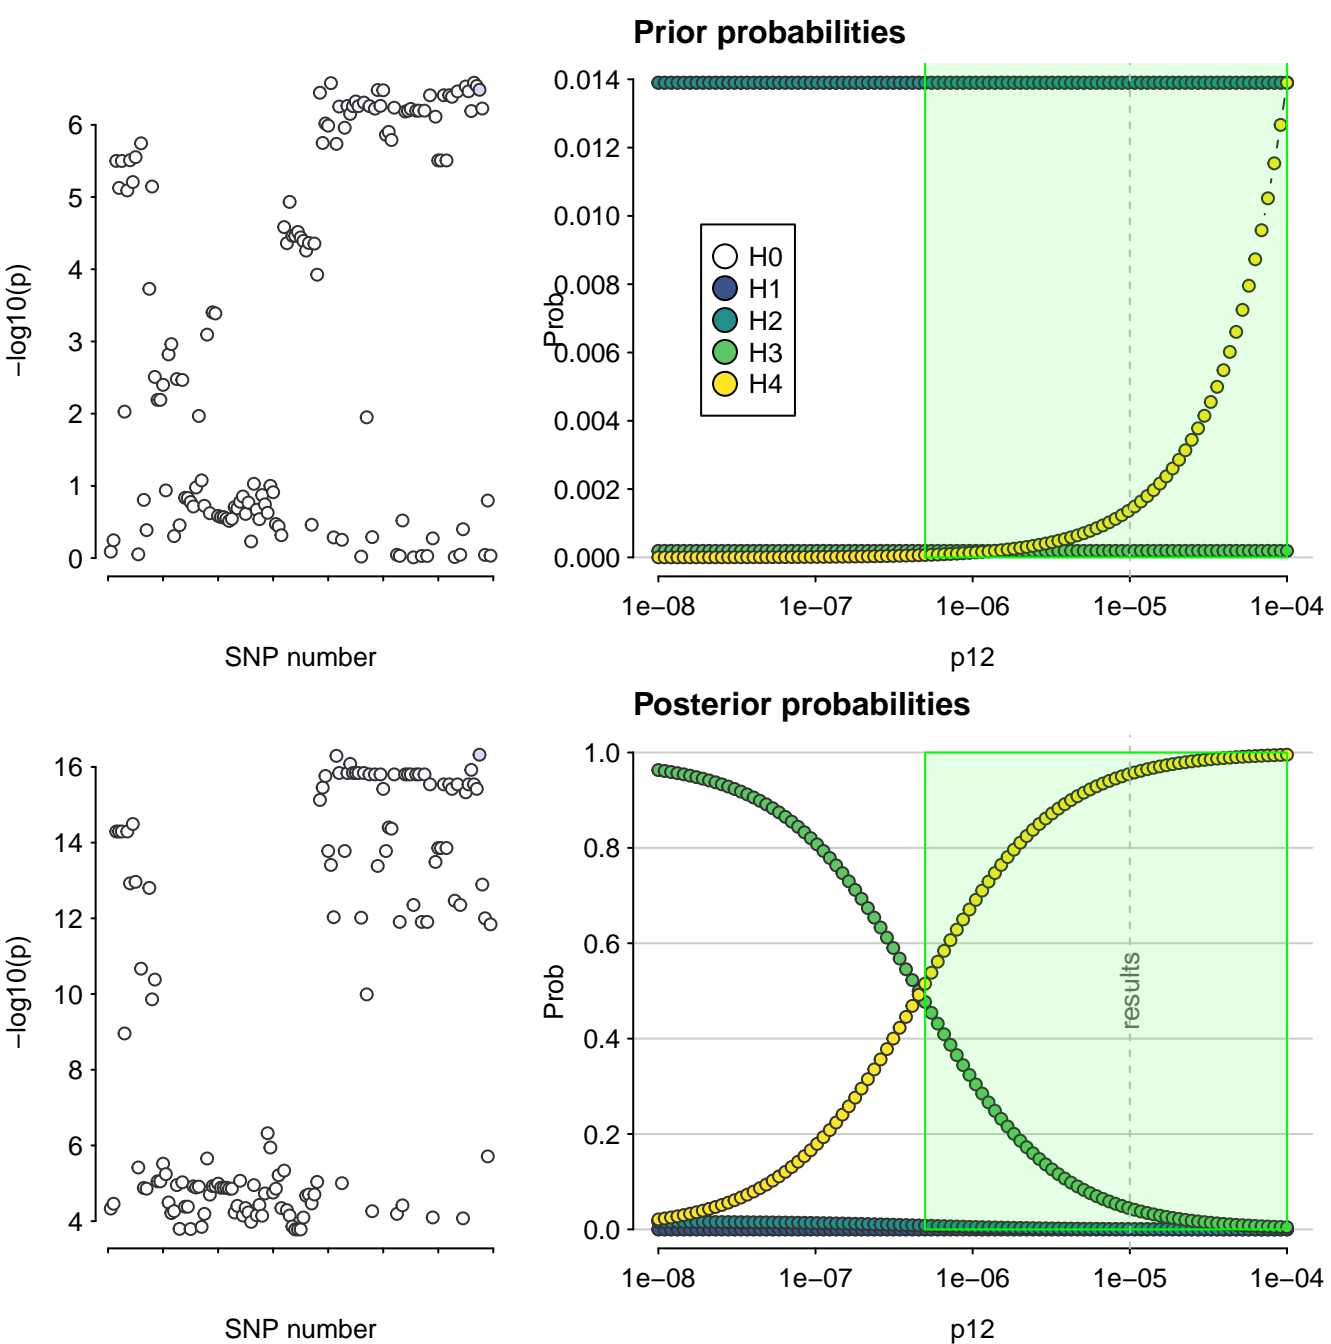 Prior probabilities
−log10(p)
6
5
4
3
2
1
0
SNP number
Prob
0.014
0.012
0.010
0.008
0.006
0.004
0.002
0.000
H0
H1
H2
H3
H4
1e−08 1e−07 1e−06 1e−05 1e−04
p12
Posterior probabilities
−log10(p)
16
14
12
10
8
6
4
SNP number
Prob
1.0
0.8
0.6
0.4
0.2
0.0
results
1e−08 1e−07 1e−06 1e−05 1e−04
p12